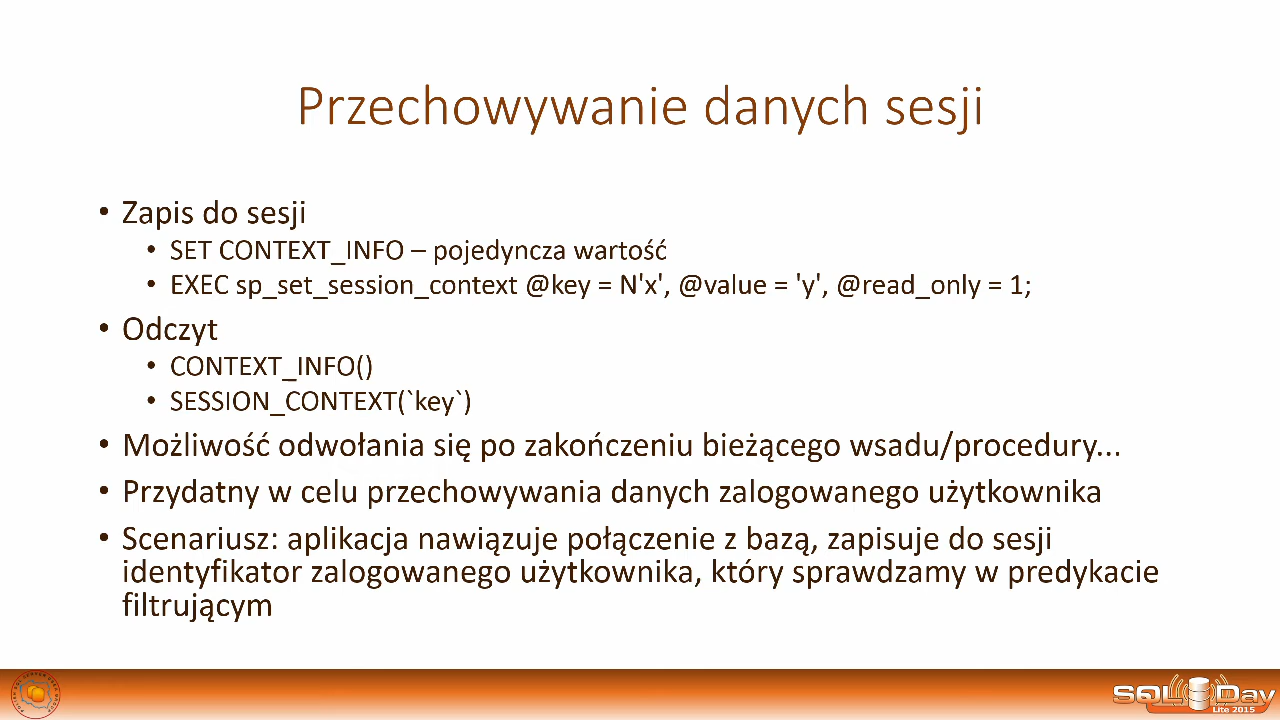 Przechowywanie danych sesji
• Zapis do sesji
• SET CONTEXT_INFO – pojedyncza wartość
• EXEC sp_set_session_context @key = N'x', @value = 'y', @read_only = 1;
• Odczyt
• CONTEXT_INFO()
• SESSION_CONTEXT(`key`)
• Możliwość odwołania się po zakończeniu bieżącego wsadu/procedury...
• Przydatny w celu przechowywania danych zalogowanego użytkownika
• Scenariusz: aplikacja nawiązuje połączenie z bazą, zapisuje do sesji
identyfikator zalogowanego użytkownika, który sprawdzamy w predykacie
filtrującym
SQL Day
Lite 2015